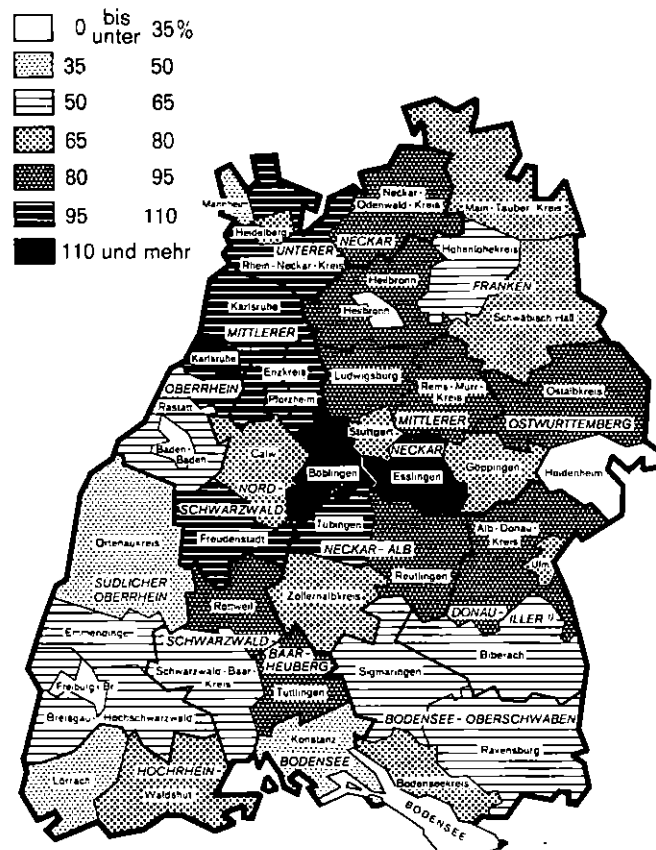 0 bis unter 35%
35 50
50 65
65 80
80 95
95 110
110 und mehr
Mannheim
Heidelberg
UNTERER
NECKAR
Rhein-Neckar-Kreis
Neckar-
Odenwald-Kreis
Main-Tauber-Kreis
Hohenlohekreis
FRANKEN
Heilbronn
Heilbronn
Schwäbisch Hall
Karlsruhe
MITTLERER
Karlsruhe
OBERRHEIN
Enzkreis
Pforzheim
Rastatt
Baden-
Baden
Ludwigsburg
Rems-Murr-
Kreis
Ostalbkreis
OSTWURTTEMBERG
Stuttgart
MITTLERER
NECKAR
Calw
NORD-
SCHWARZWALD
Böblingen
Esslingen
Göppingen
Heidenheim
Ortenaukreis
SÜDLICHER
OBERRHEIN
Freudenstadt
Tübingen
NECKAR-ALB
Reutlingen
Alb-Donau-
Kreis
Ulm
DONAU-
ILLER 1)
Rottweil
Zollernalbkreis
Emmendingen
SCHWARZWALD-
BAAR-
HEUBERG
Schwarzwald-Baar-
Kreis
Tuttlingen
Sigmaringen
Biberach
Freiburg i. Br.
Breisgau-Hochschwarzwald
BODENSEE-OBERSCHWABEN
Ravensburg
Konstanz
Lörrach
HOCHRHEIN
BODENSEE
Waldshut
Bodenseekreis
BODENSEE